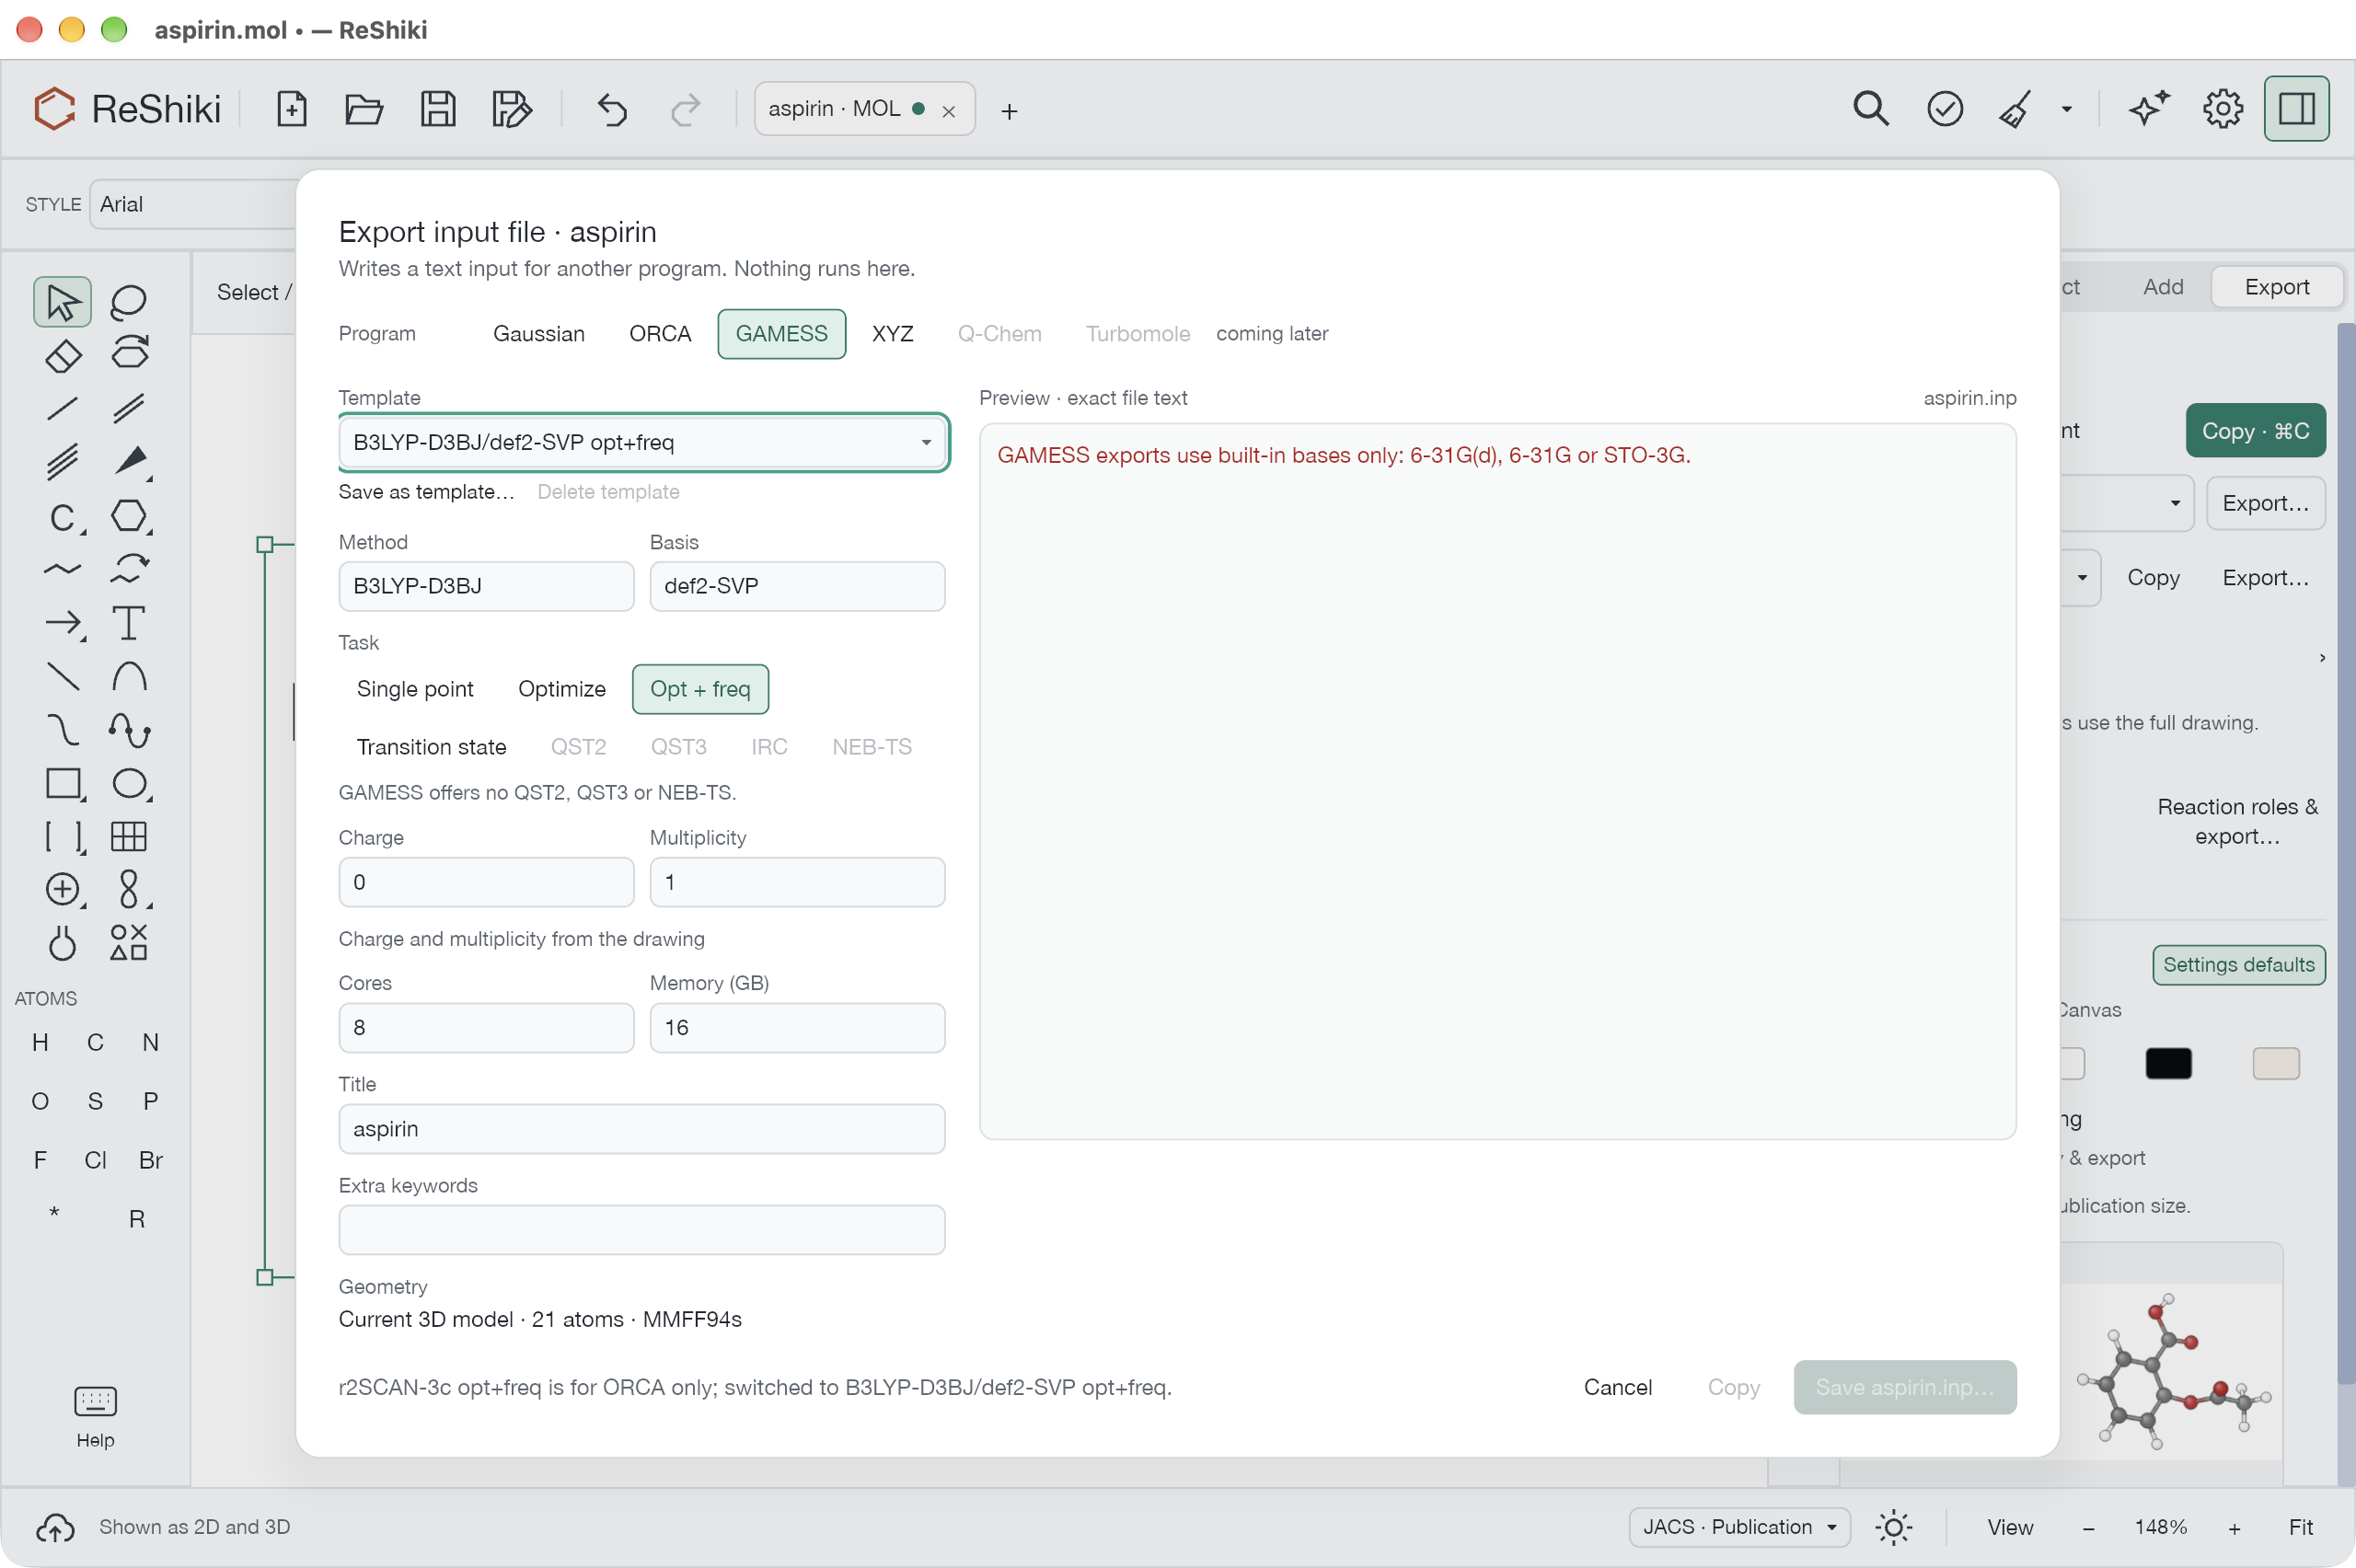 aspirin.mol • — ReShiki
ReShiki
aspirin · MOL
STYLE Arial
Select /
ct Add Export
Export input file · aspirin
Writes a text input for another program. Nothing runs here.
Program Gaussian ORCA GAMESS XYZ Q-Chem Turbomole coming later
Template
B3LYP-D3BJ/def2-SVP opt+freq
Save as template… Delete template
Method Basis
B3LYP-D3BJ def2-SVP
Task
Single point Optimize Opt + freq
Transition state QST2 QST3 IRC NEB-TS
GAMESS offers no QST2, QST3 or NEB-TS.
Charge Multiplicity
0 1
Charge and multiplicity from the drawing
Cores Memory (GB)
8 16
Title
aspirin
Extra keywords
Geometry
Current 3D model · 21 atoms · MMFF94s
Preview · exact file text aspirin.inp
GAMESS exports use built-in bases only: 6-31G(d), 6-31G or STO-3G.
r2SCAN-3c opt+freq is for ORCA only; switched to B3LYP-D3BJ/def2-SVP opt+freq.
Cancel Copy Save aspirin.inp…
nt Copy · ⌘C
Export…
Copy Export…
s use the full drawing.
Reaction roles &
export…
Settings defaults
Canvas
ng
& export
ublication size.
C
T
ATOMS
H C N
O S P
F Cl Br
* R
Help
Shown as 2D and 3D
JACS · Publication
View − 148% + Fit